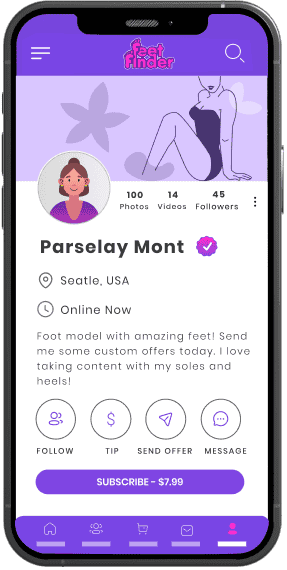 feet
finder
100 14 45
Photos Videos Followers
Parselay Mont
Seatle, USA
Online Now
Foot model with amazing feet! Send
me some custom offers today. I love
taking content with my soles and
heels!
FOLLOW TIP SEND OFFER MESSAGE
SUBSCRIBE - $7.99